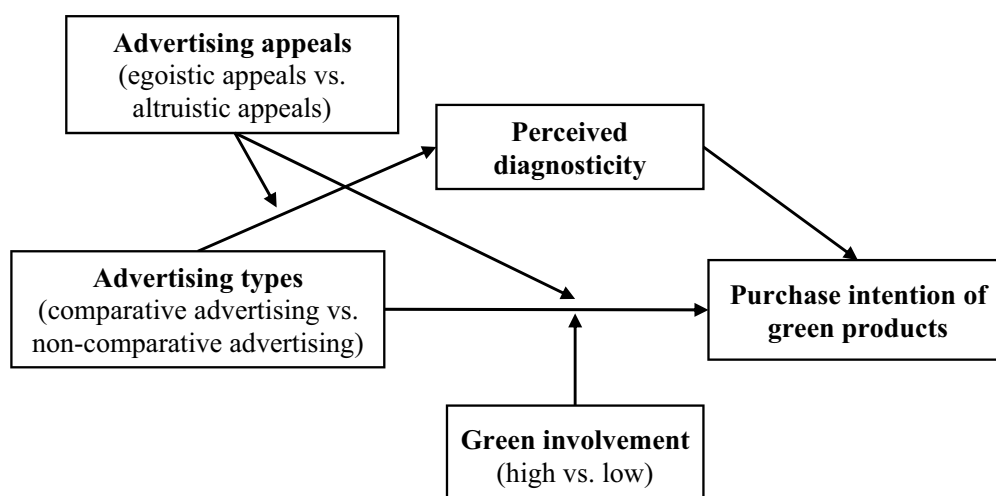 Advertising appeals
(egoistic appeals vs.
altruistic appeals)
Perceived
diagnosticity
Advertising types
(comparative advertising vs.
non-comparative advertising)
Purchase intention of
green products
Green involvement
(high vs. low)